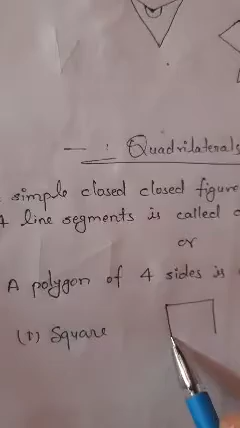 — : Quadrilaterals
simple closed closed figure
4 line segments is called
or
A polygon of 4 sides is
(1) Square